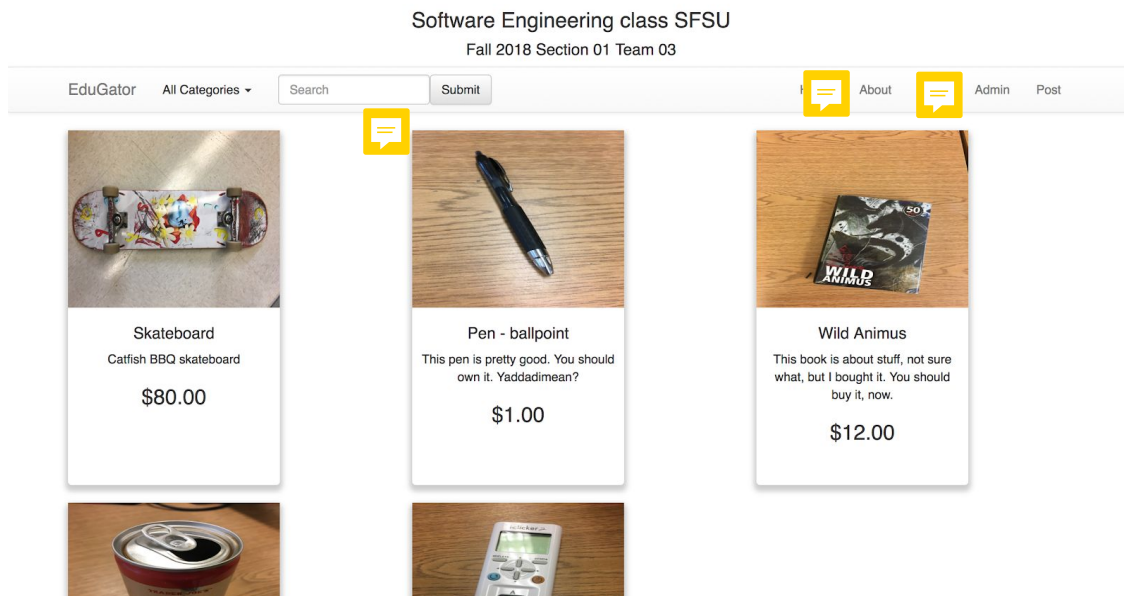 Software Engineering class SFSU
Fall 2018 Section 01 Team 03
EduGator All Categories Search Submit About Admin Post
50
WILD
ANIMUS
Skateboard
Catfish BBQ skateboard
$80.00
Pen - ballpoint
This pen is pretty good. You should
own it. Yaddadimean?
$1.00
Wild Animus
This book is about stuff, not sure
what, but I bought it. You should
buy it, now.
$12.00